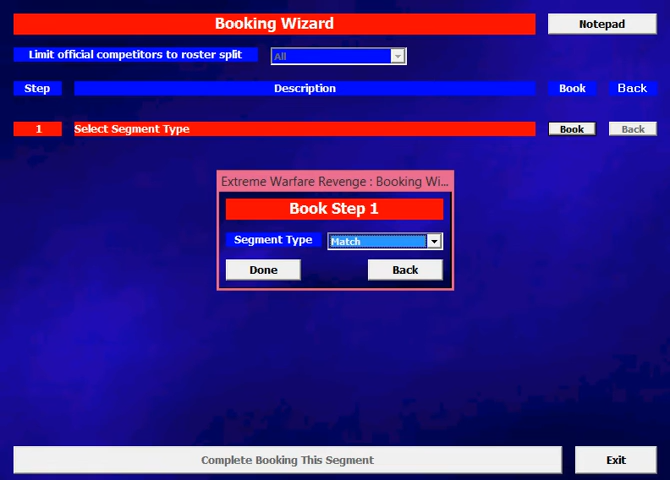 Booking Wizard
Notepad
Limit official competitors to roster split
All
Step
Description
Book
Back
1
Select Segment Type
Book
Back
Extreme Warfare Revenge : Booking Wi...
Book Step 1
Segment Type
Match
Done
Back
Complete Booking This Segment
Exit